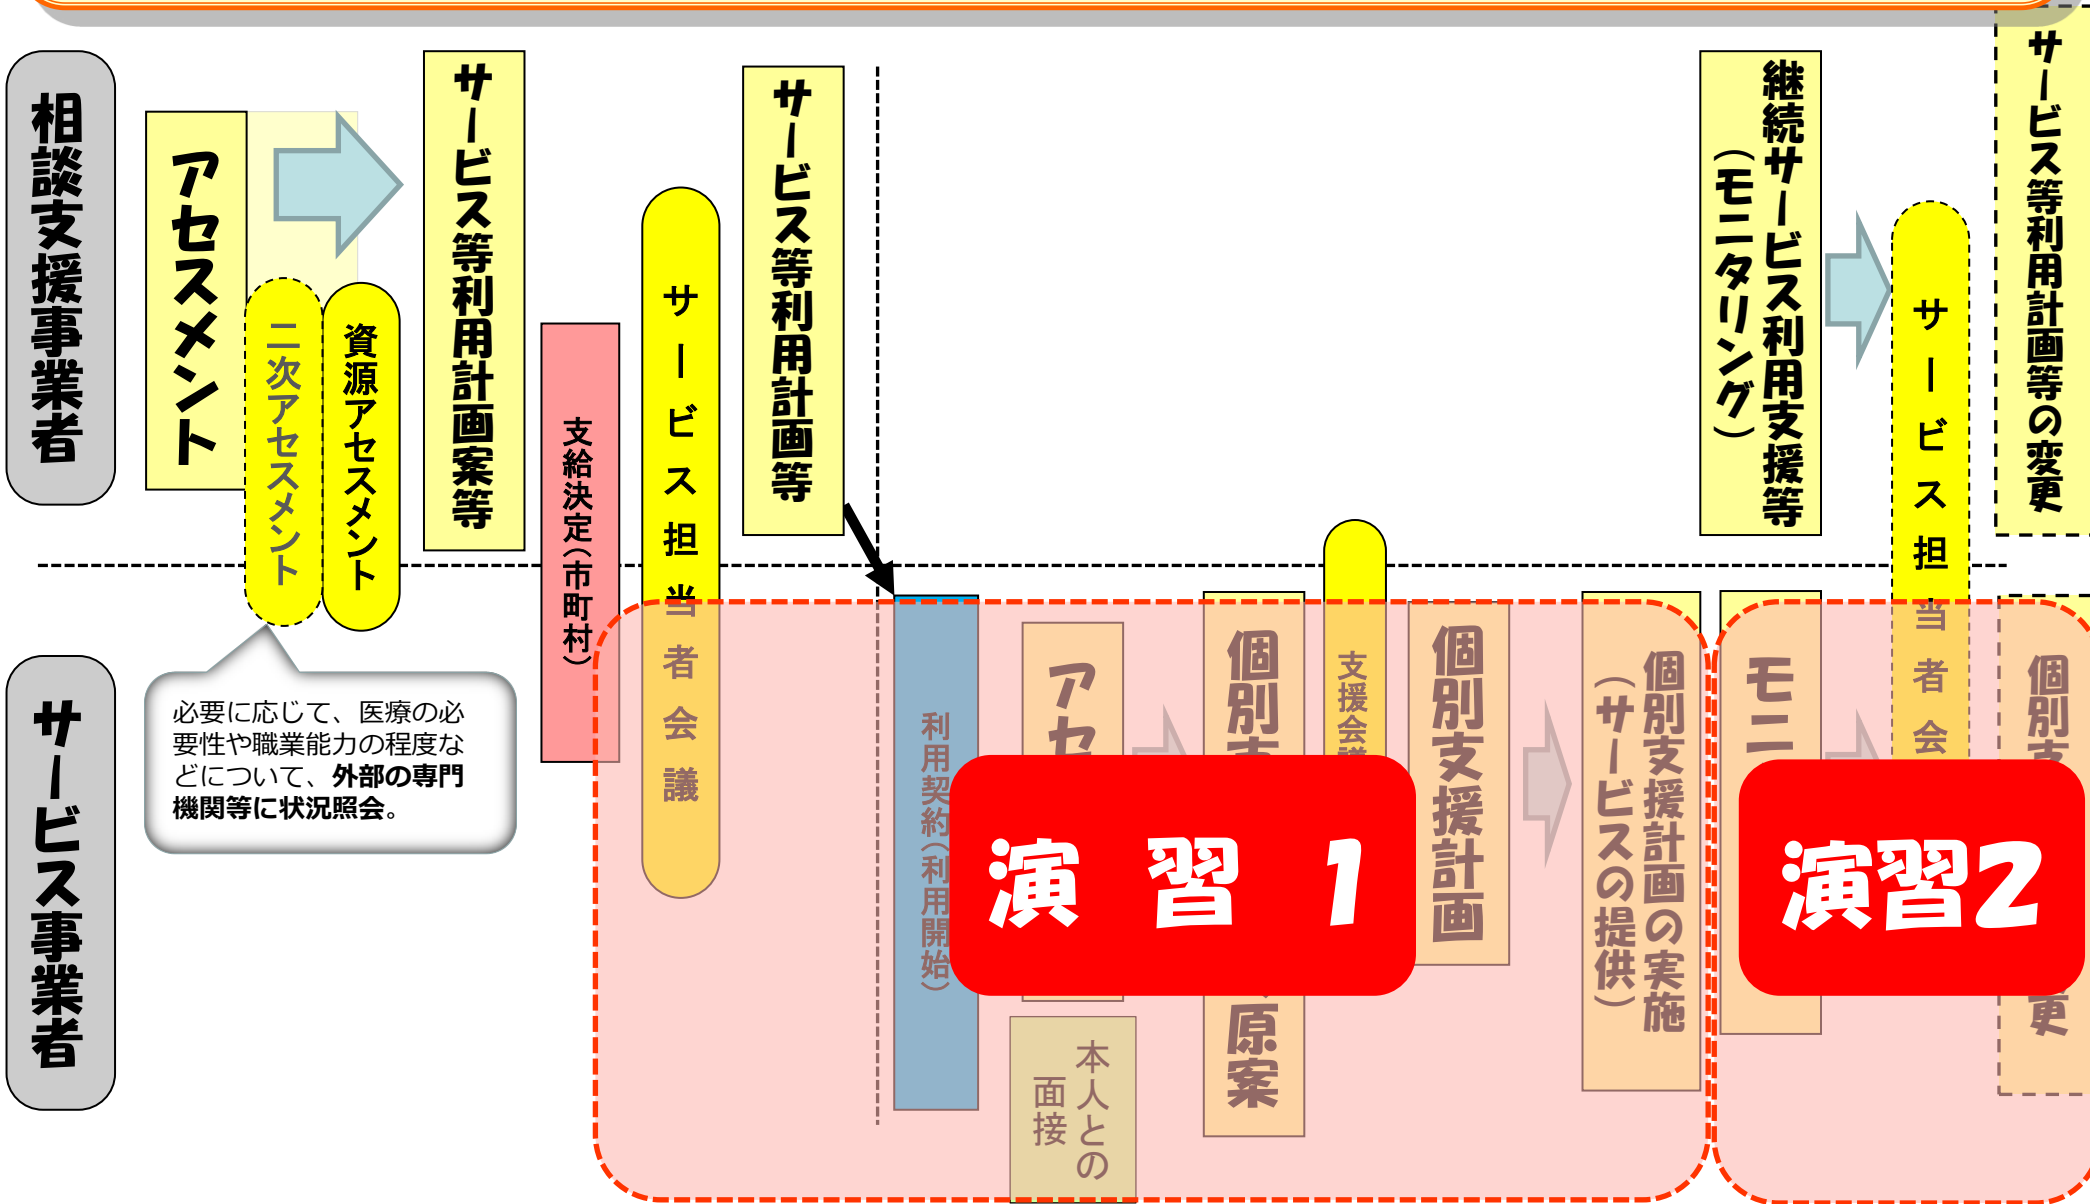 相談支援事業者
アセスメント
二次アセスメント
資源アセスメント
サービス等利用計画案等
支給決定(市町村)
サービス担当者会議
サービス等利用計画等
継続サービス利用支援等
(モニタリング)
サービス担当者会
サービス等利用計画等の変更
サービス事業者
必要に応じて、医療の必
要性や職業能力の程度な
どについて、外部の専門
機関等に状況照会。
利用契約(利用開始)
アセ
本人との
面接
個別支
原案
支援会議
個別支援計画
個別支援計画の実施
(サービスの提供)
モニ
個別支
更
演習1
演習2